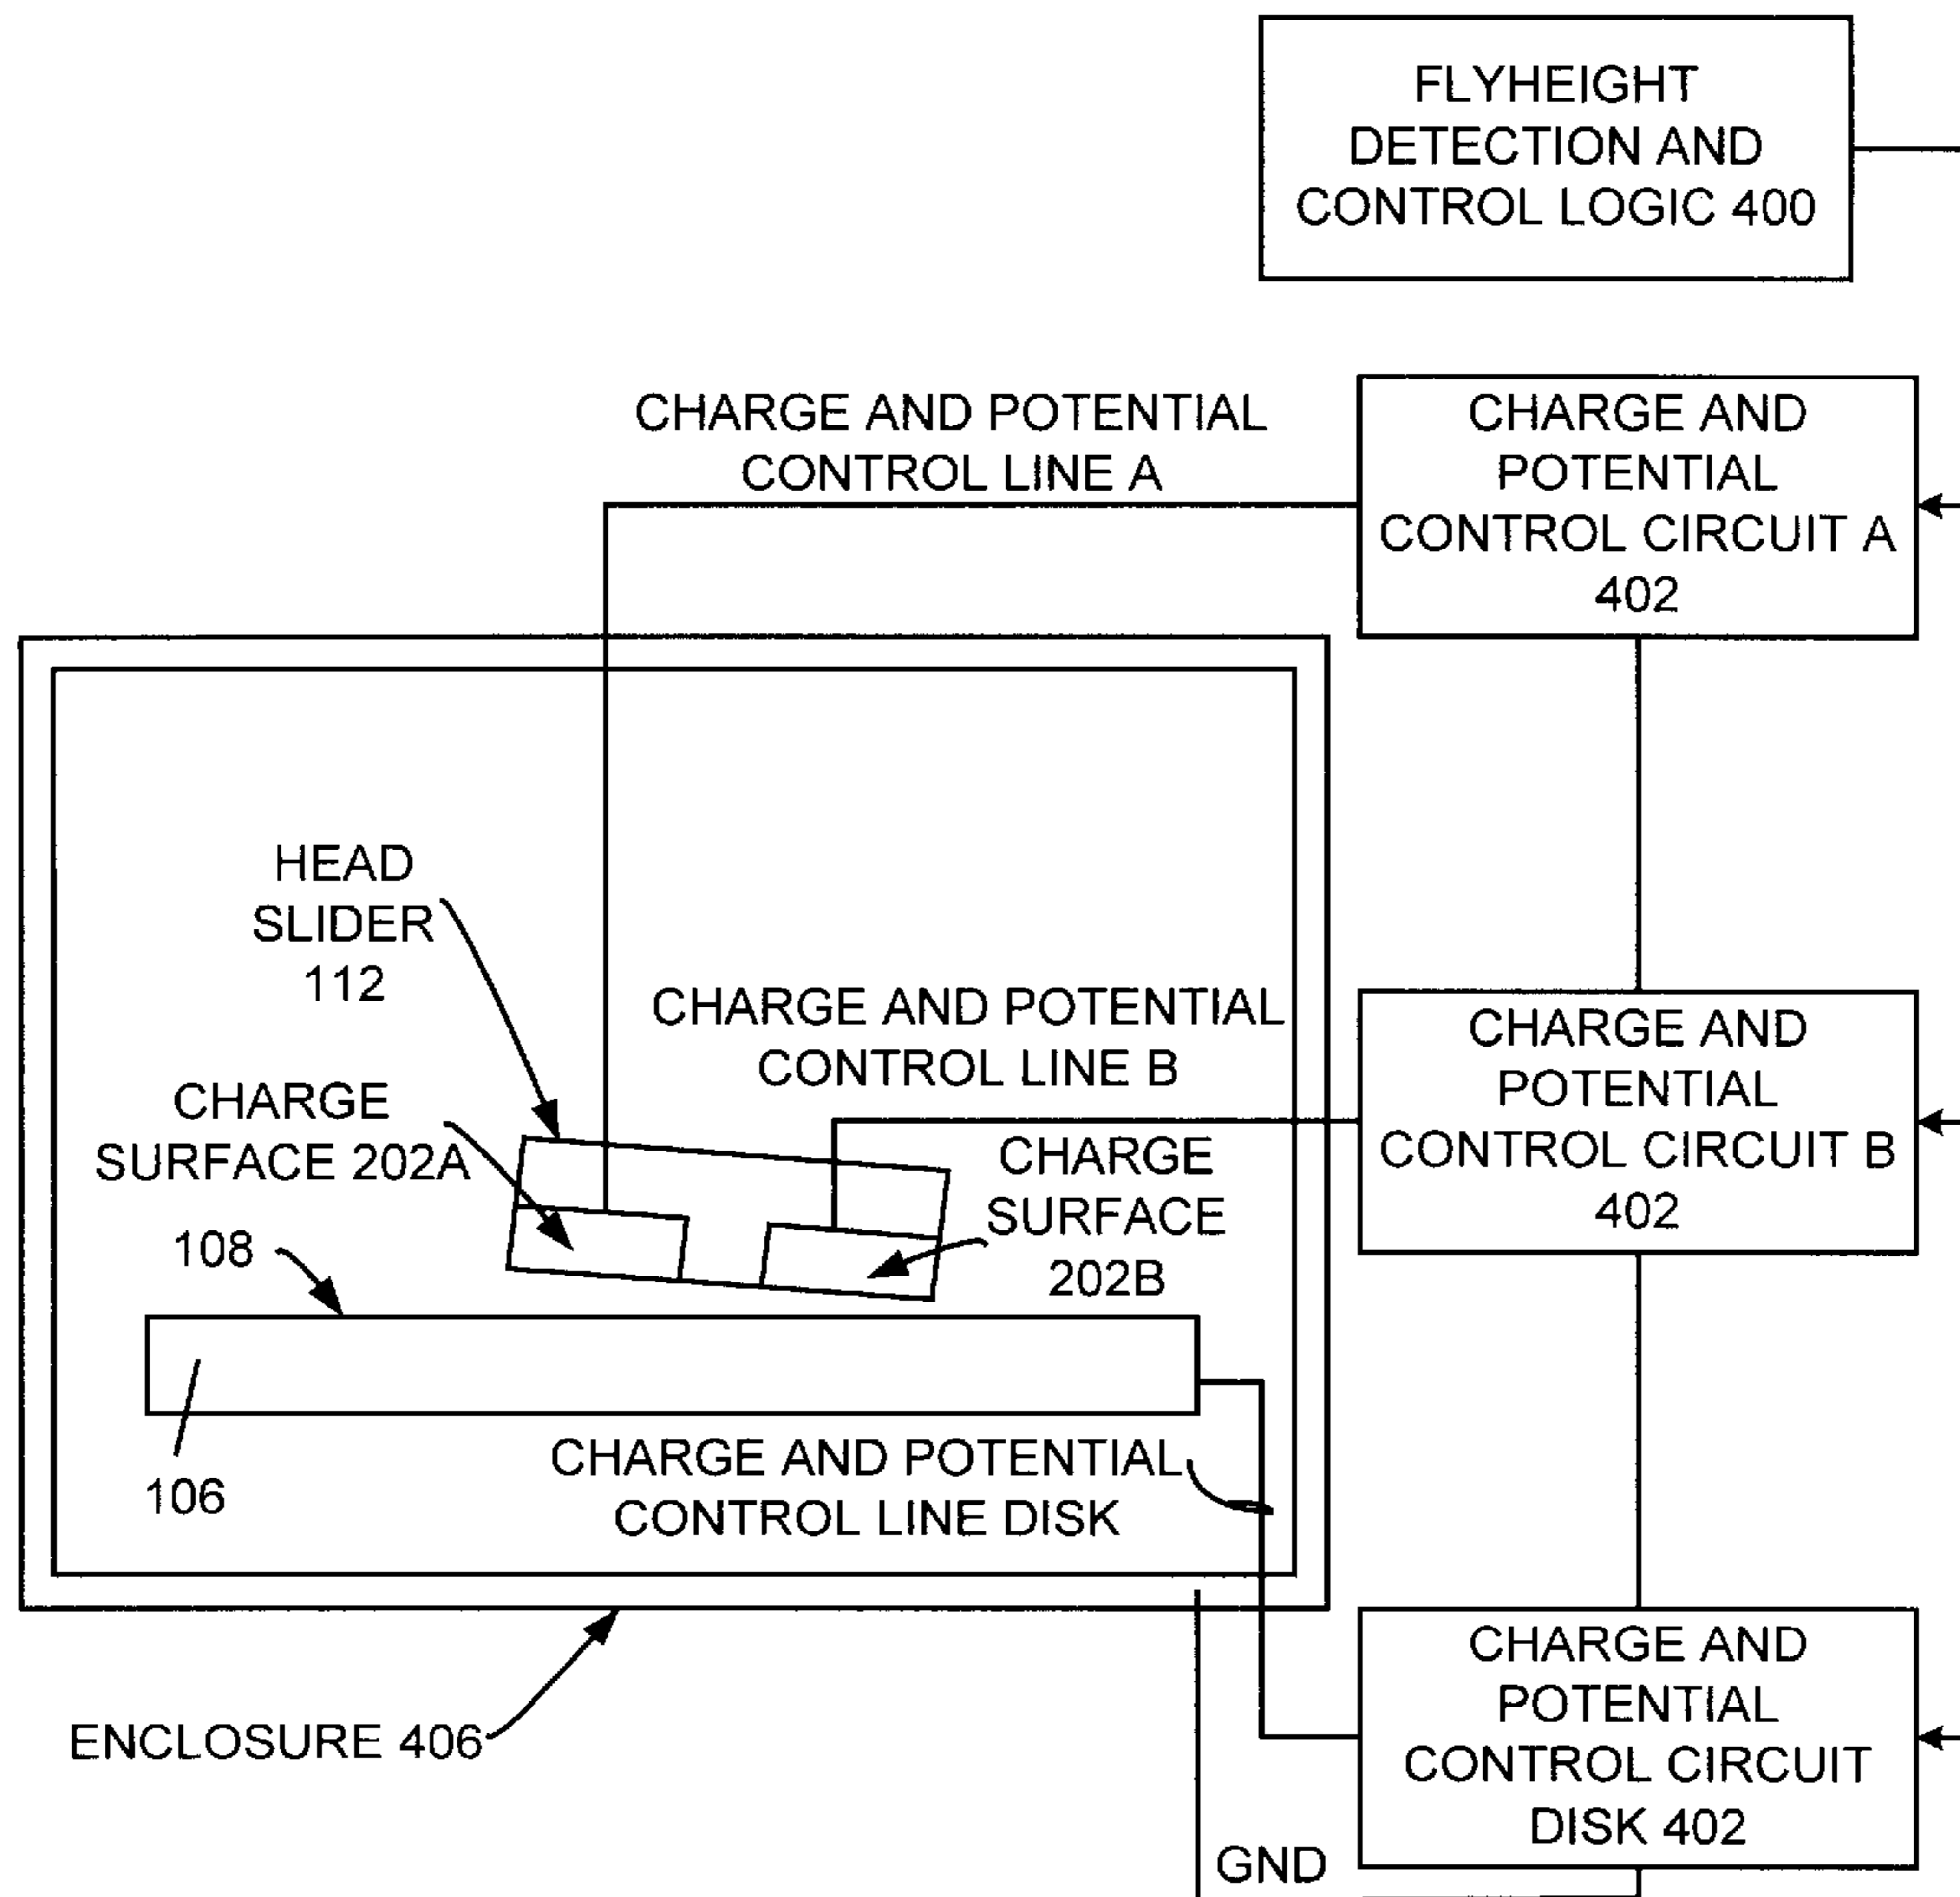 FLYHEIGHT
DETECTION AND
CONTROL LOGIC 400
CHARGE AND POTENTIAL
CONTROL LINE A
CHARGE AND
POTENTIAL
CONTROL CIRCUIT A
402
HEAD
SLIDER
112
CHARGE AND POTENTIAL
CONTROL LINE B
CHARGE AND
POTENTIAL
CONTROL CIRCUIT B
402
CHARGE
SURFACE 202A
CHARGE
SURFACE
202B
108
106
CHARGE AND POTENTIAL
CONTROL LINE DISK
ENCLOSURE 406
CHARGE AND
POTENTIAL
CONTROL CIRCUIT
DISK 402
GND